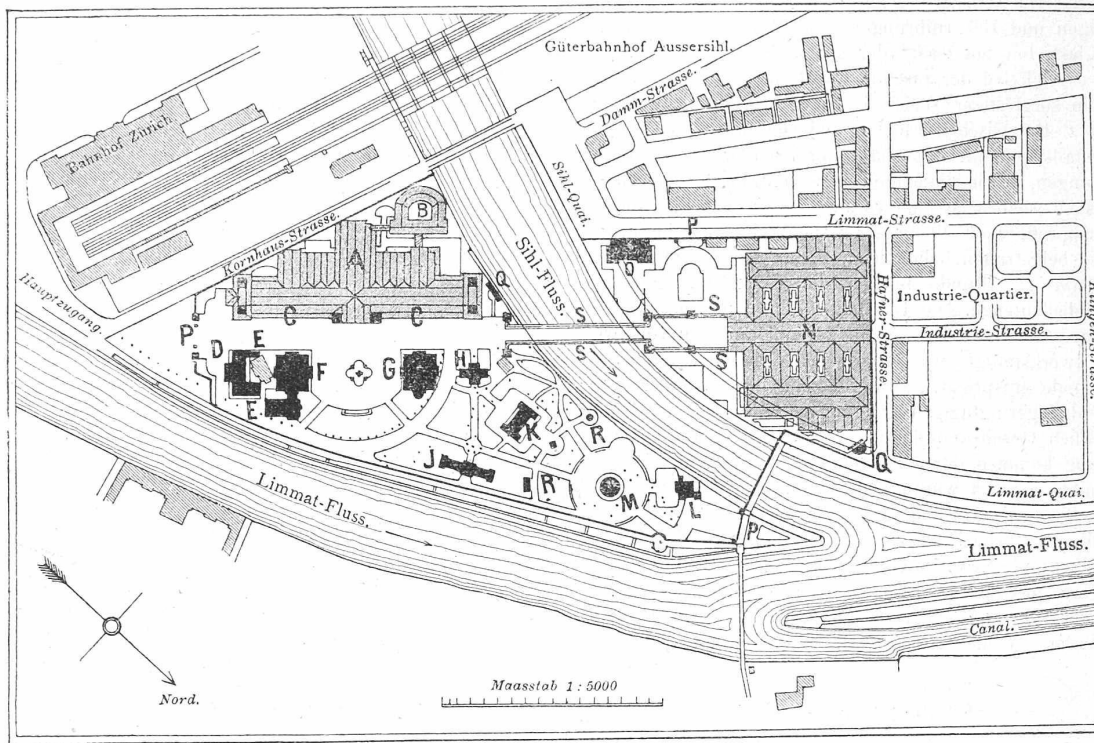 Güterbahnhof Aussersihl.
Damm-Strasse.
Bahnhof Zürich
Sihl-Quai.
Limmat-Strasse.
P
B
A
Kornhaus-Strasse.
Sihl-Fluss.
O
Q
Hauptzugang.
Industrie-Quartier.
Hafner-Strasse.
C C
S S
N
Industrie-Strasse.
P
D E F G H
S S
E
K R
Q
J R M L
Limmat-Quai.
Limmat-Fluss.
P
Limmat-Fluss.
Canal.
Nord.
Maasstab 1 : 5000